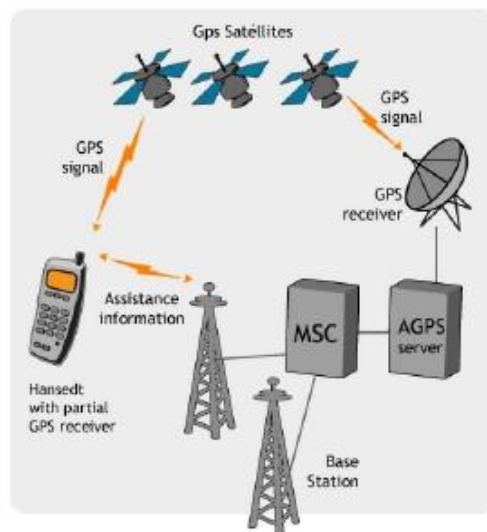 Gps Satéllites
GPS
signal
GPS
signal
GPS
receiver
Assistance
information
MSC
AGPS
server
Hansedt
with partial
GPS receiver
Base
Station